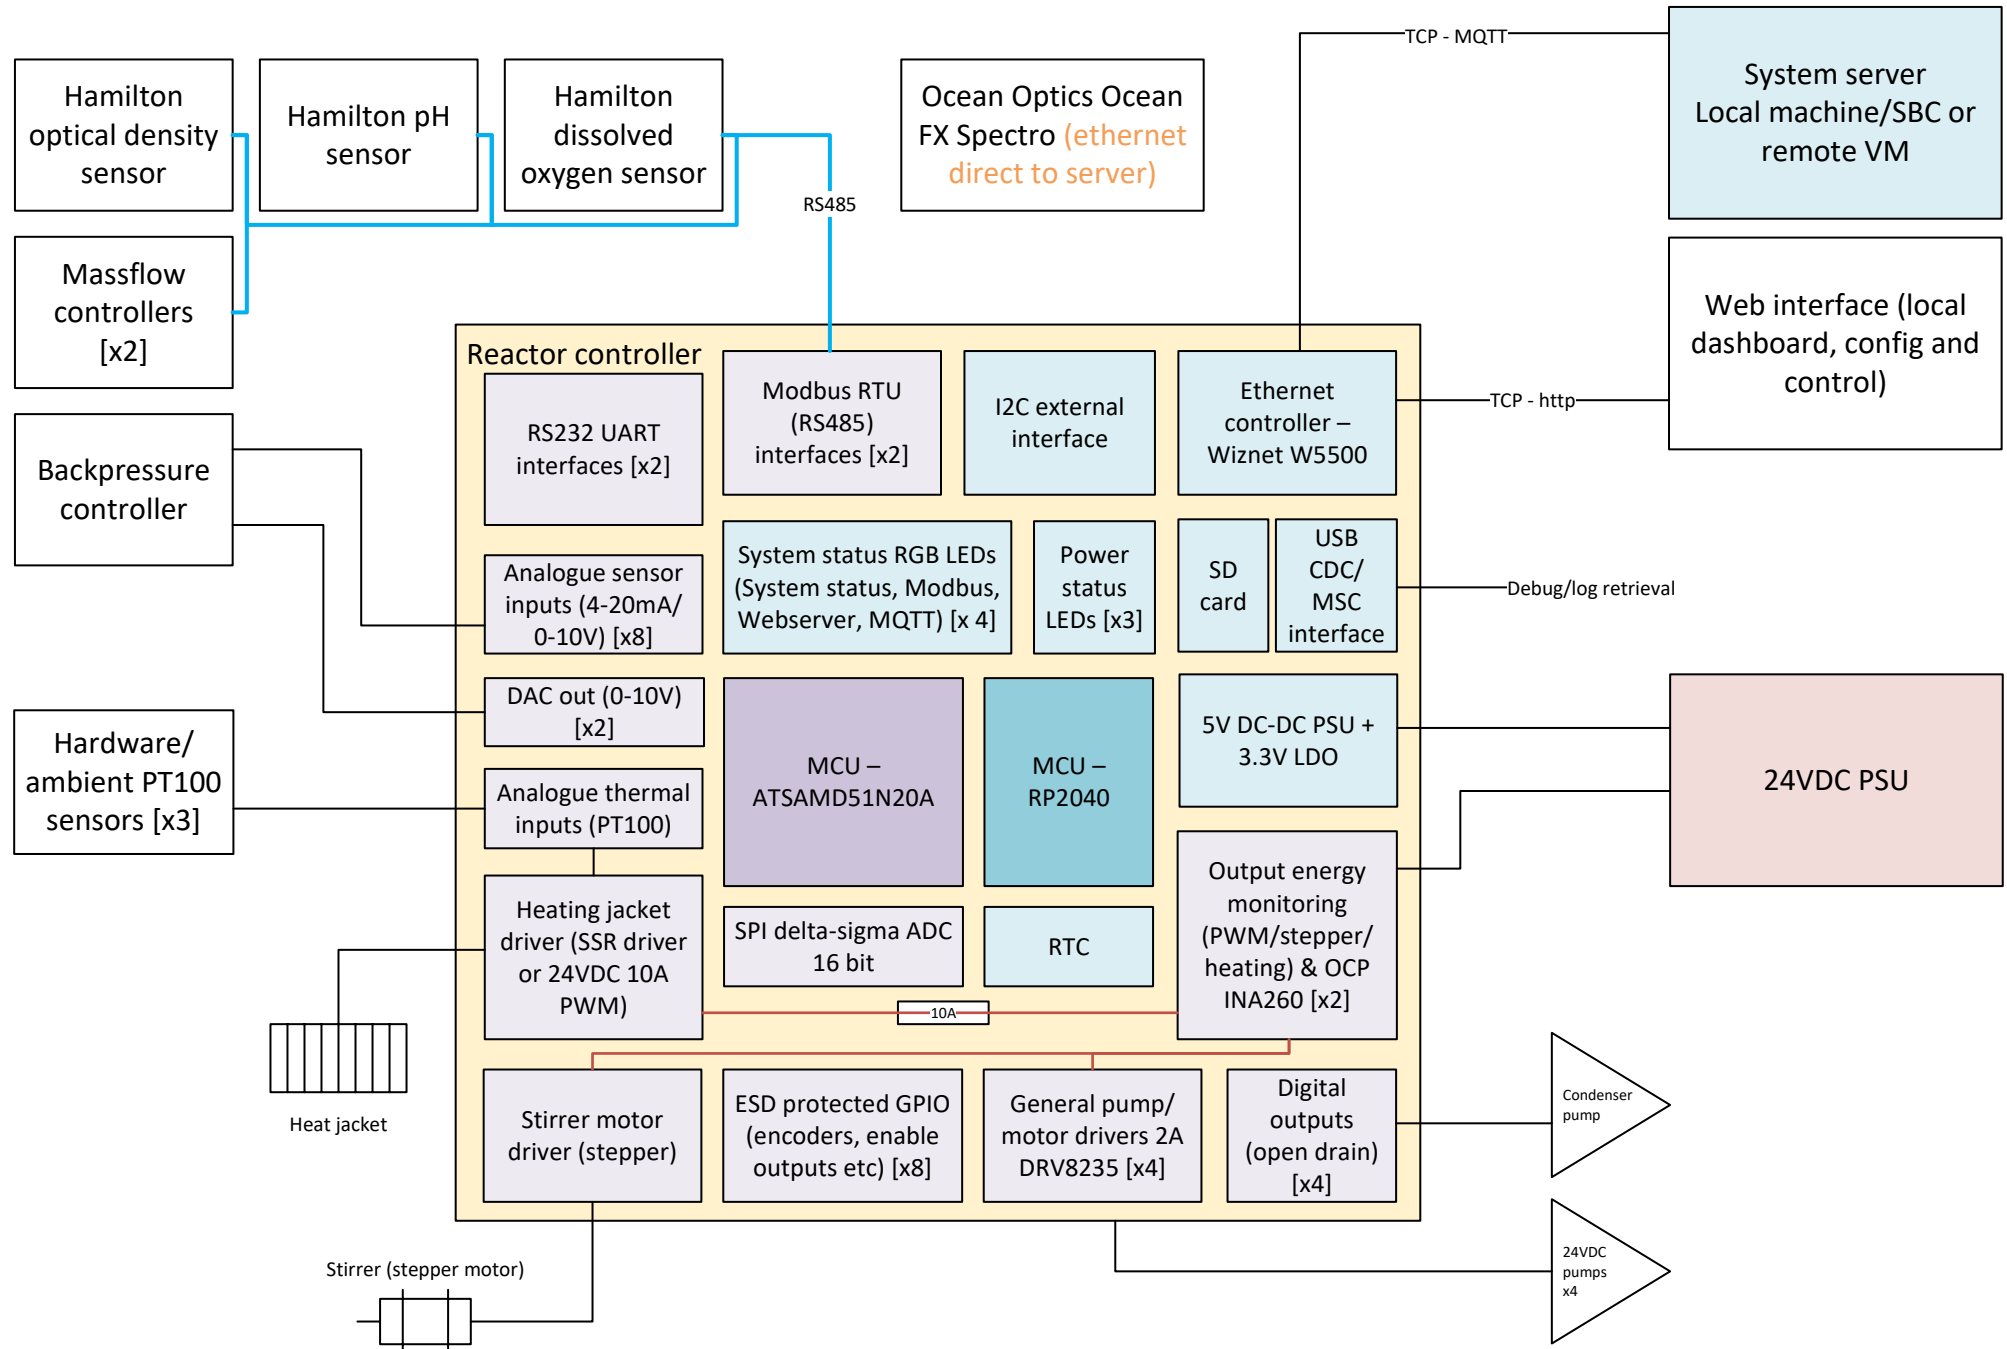 TCP - MQTT
Hamilton
optical density
sensor
Hamilton pH
sensor
Hamilton
dissolved
oxygen sensor
Ocean Optics Ocean
FX Spectro (ethernet
direct to server)
System server
Local machine/SBC or
remote VM
RS485
Massflow
controllers
[x2]
Web interface (local
dashboard, config and
control)
Reactor controller
RS232 UART
interfaces [x2]
Modbus RTU
(RS485)
interfaces [x2]
I2C external
interface
Ethernet
controller –
Wiznet W5500
TCP - http
Backpressure
controller
Analogue sensor
inputs (4-20mA/
0-10V) [x8]
System status RGB LEDs
(System status, Modbus,
Webserver, MQTT) [x 4]
Power
status
LEDs [x3]
SD
card
USB
CDC/
MSC
interface
Debug/log retrieval
DAC out (0-10V)
[x2]
MCU –
ATSAMD51N20A
MCU –
RP2040
5V DC-DC PSU +
3.3V LDO
24VDC PSU
Hardware/
ambient PT100
sensors [x3]
Analogue thermal
inputs (PT100)
Heating jacket
driver (SSR driver
or 24VDC 10A
PWM)
SPI delta-sigma ADC
16 bit
RTC
Output energy
monitoring
(PWM/stepper/
heating) & OCP
INA260 [x2]
10A
Heat jacket
Stirrer motor
driver (stepper)
ESD protected GPIO
(encoders, enable
outputs etc) [x8]
General pump/
motor drivers 2A
DRV8235 [x4]
Digital
outputs
(open drain)
[x4]
Condenser
pump
Stirrer (stepper motor)
24VDC
pumps
x4